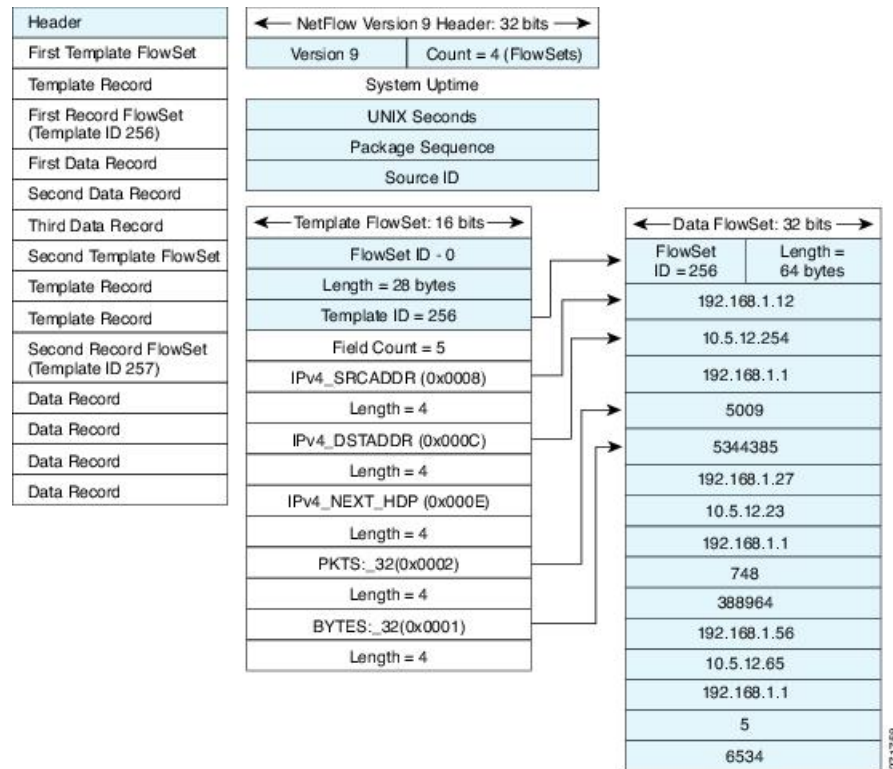 Header
First Template FlowSet
Template Record
First Record FlowSet
(Template ID 256)
First Data Record
Second Data Record
Third Data Record
Second Template FlowSet
Template Record
Template Record
Second Record FlowSet
(Template ID 257)
Data Record
Data Record
Data Record
Data Record
NetFlow Version 9 Header: 32 bits
Version 9
Count = 4 (FlowSets)
System Uptime
UNIX Seconds
Package Sequence
Source ID
Template FlowSet: 16 bits
FlowSet ID - 0
Length = 28 bytes
Template ID = 256
Field Count = 5
IPv4_SRCADDR (0x0008)
Length = 4
IPv4_DSTADDR (0x000C)
Length = 4
IPv4_NEXT_HDP (0x000E)
Length = 4
PKTS:_32(0x0002)
Length = 4
BYTES:_32(0x0001)
Length = 4
Data FlowSet: 32 bits
FlowSet
ID = 256
Length =
64 bytes
192.168.1.12
10.5.12.254
192.168.1.1
5009
5344385
192.168.1.27
10.5.12.23
192.168.1.1
748
388964
192.168.1.56
10.5.12.65
192.168.1.1
5
6534